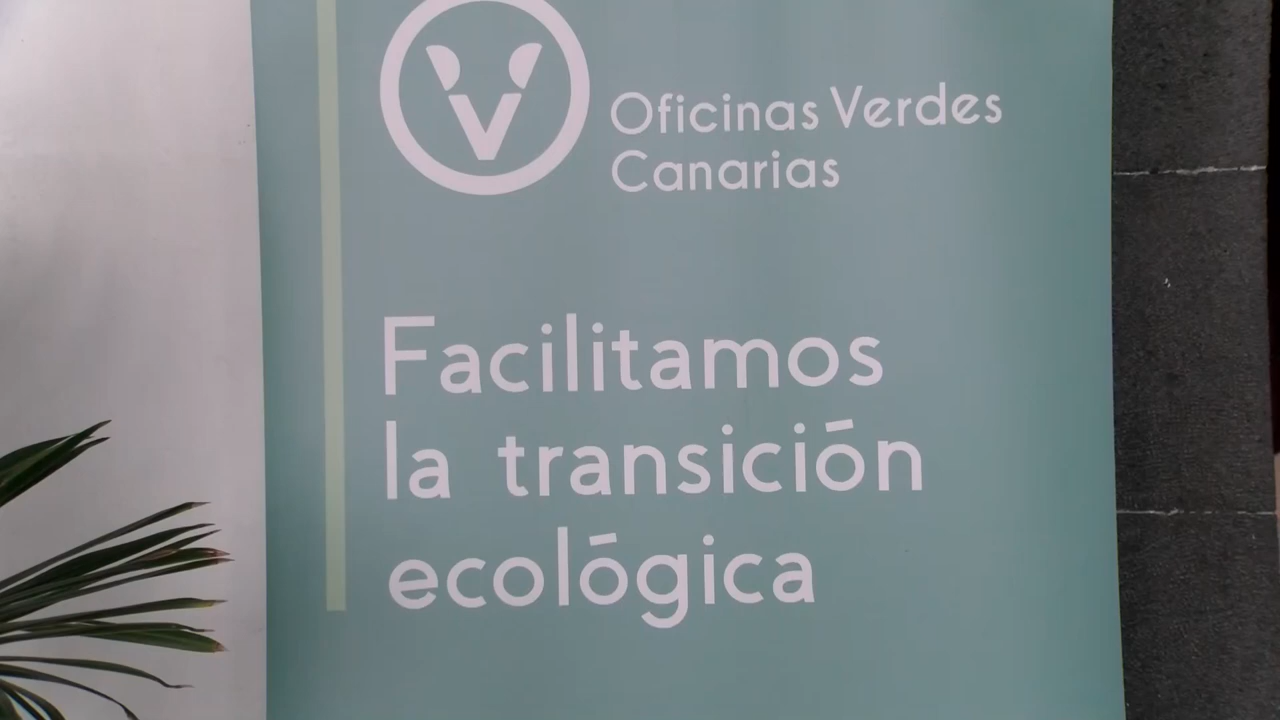 Oficinas Verdes
Canarias
Facilitamos
la transición
ecológica